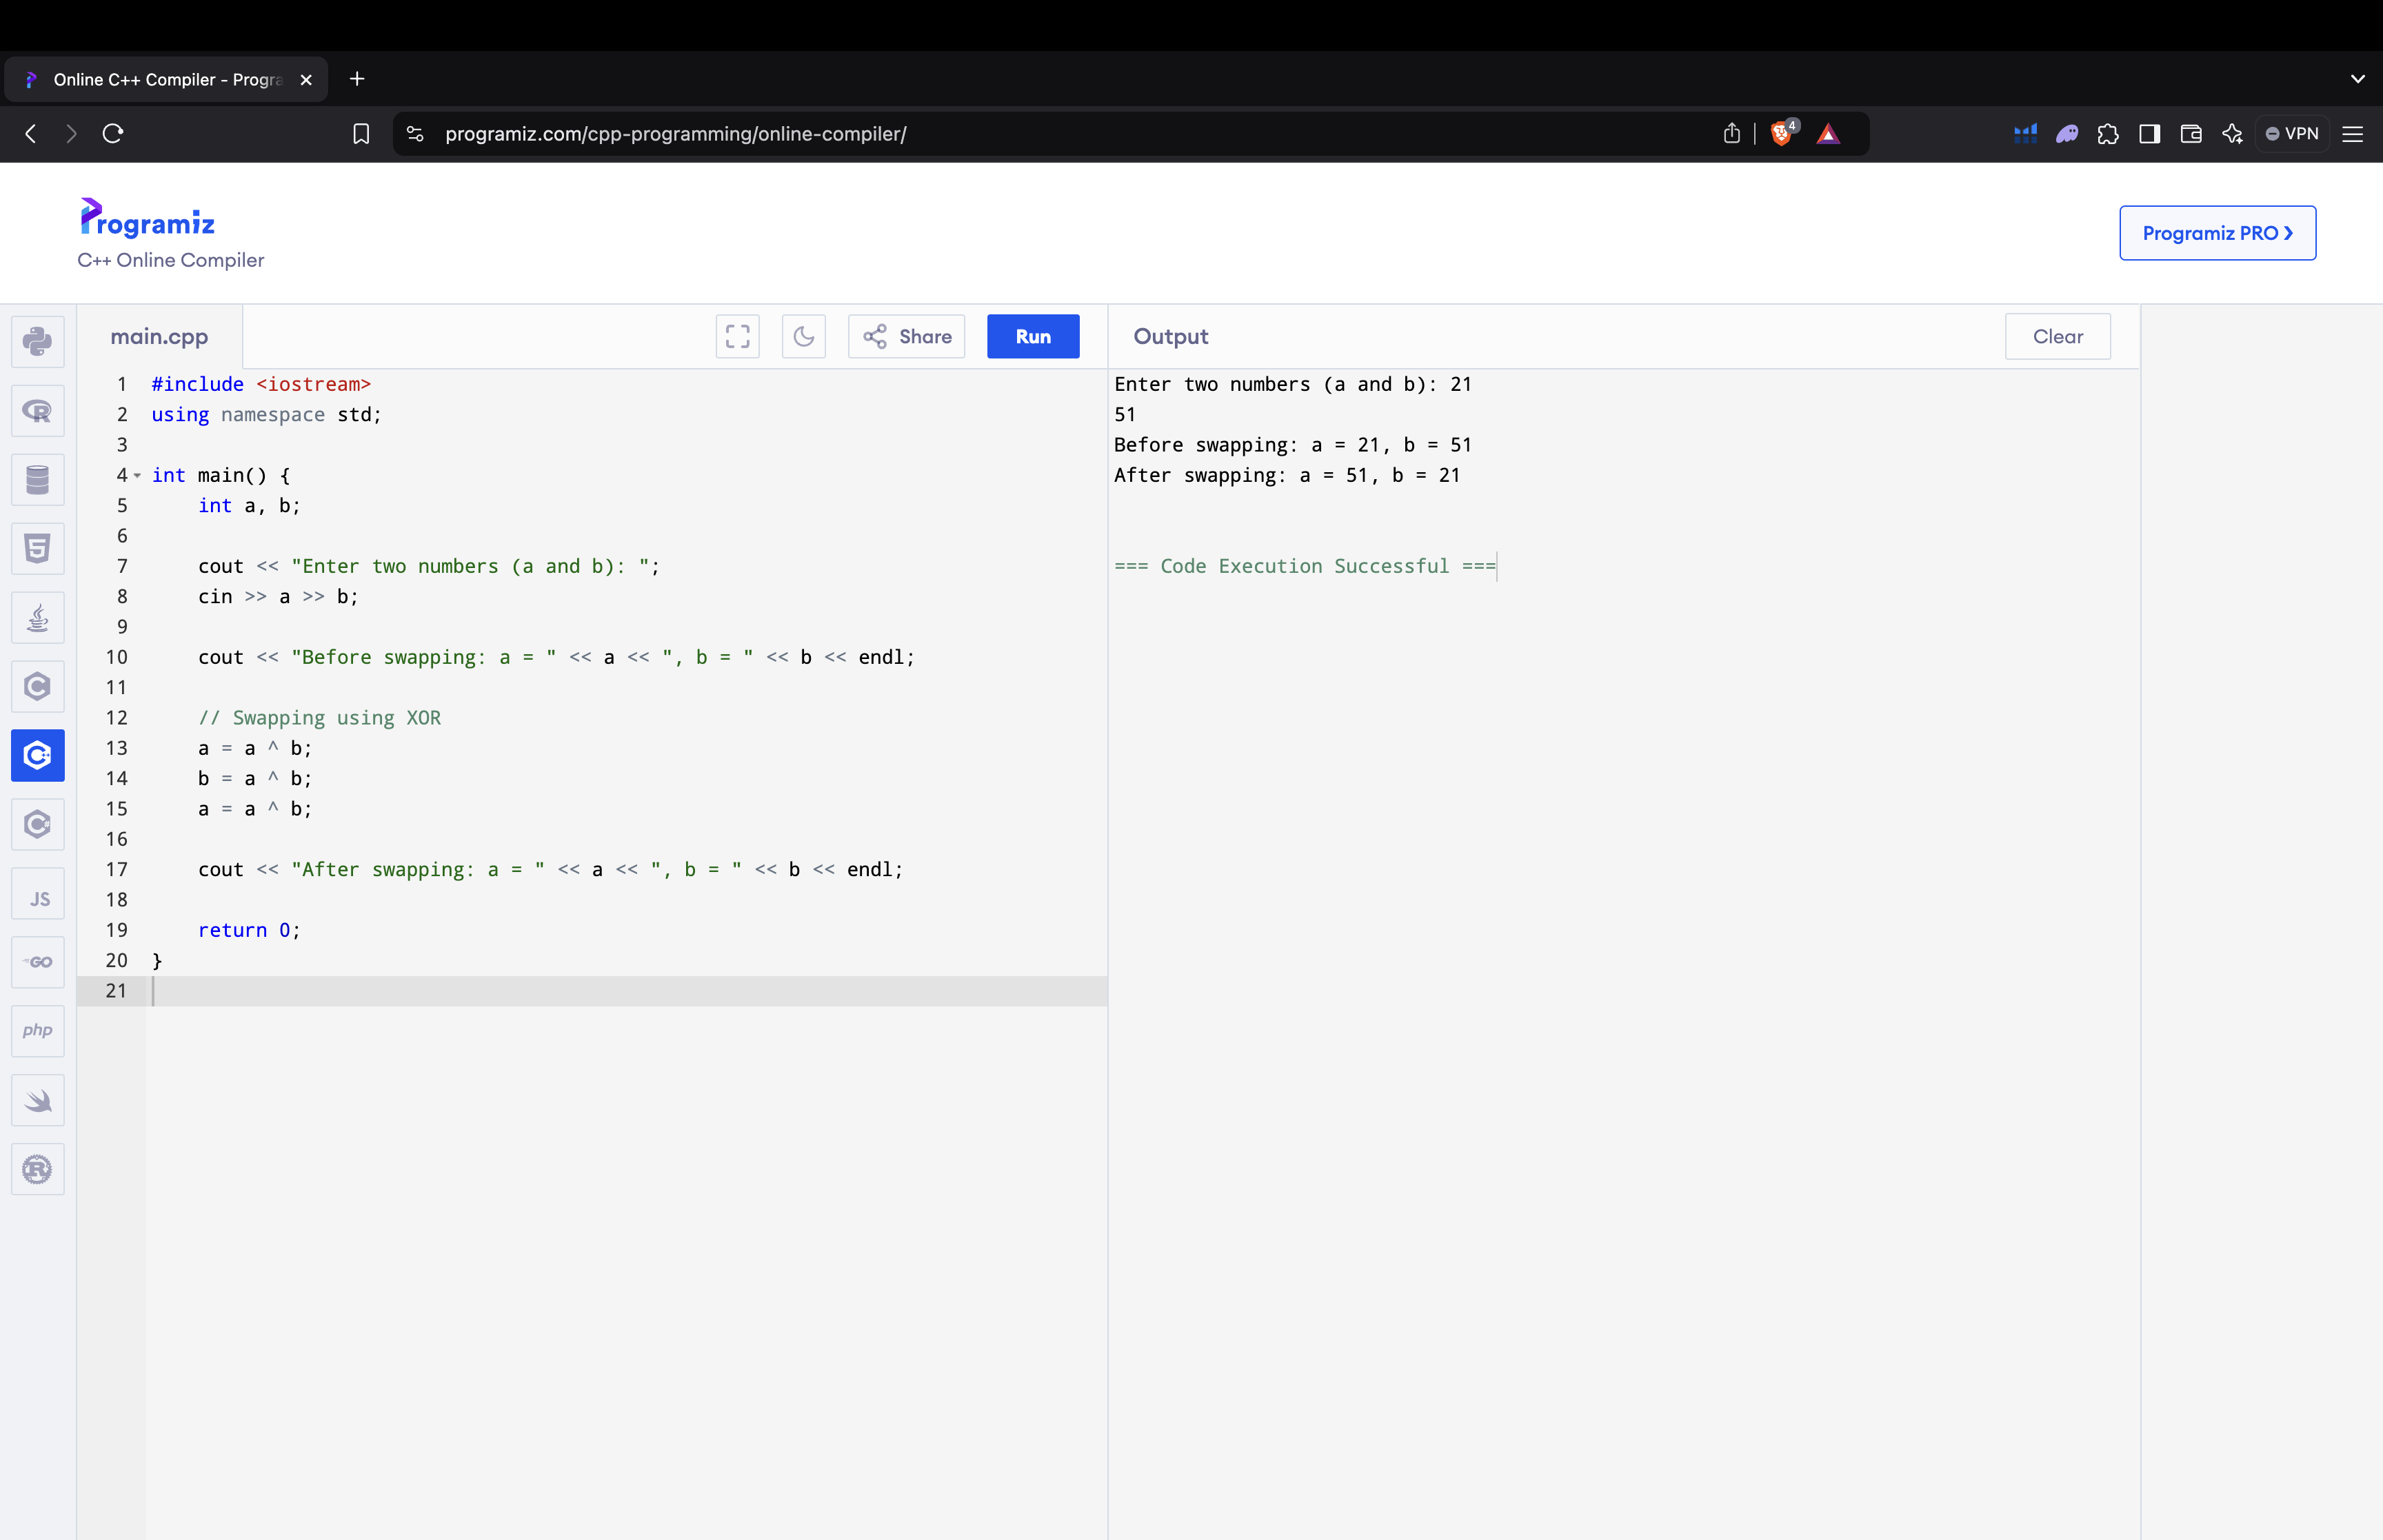 Online C++ Compiler - Progra
programiz.com/cpp-programming/online-compiler/
4
VPN
Programiz
C++ Online Compiler
Programiz PRO ❯
main.cpp
Share
Run
Output
Clear
1 #include <iostream>
2 using namespace std;
3
4 int main() {
5     int a, b;
6
7     cout << "Enter two numbers (a and b): ";
8     cin >> a >> b;
9
10     cout << "Before swapping: a = " << a << ", b = " << b << endl;
11
12     // Swapping using XOR
13     a = a ^ b;
14     b = a ^ b;
15     a = a ^ b;
16
17     cout << "After swapping: a = " << a << ", b = " << b << endl;
18
19     return 0;
20 }
21
Enter two numbers (a and b): 21
51
Before swapping: a = 21, b = 51
After swapping: a = 51, b = 21
=== Code Execution Successful ===
R
5
C
C++
C#
JS
GO
php
R